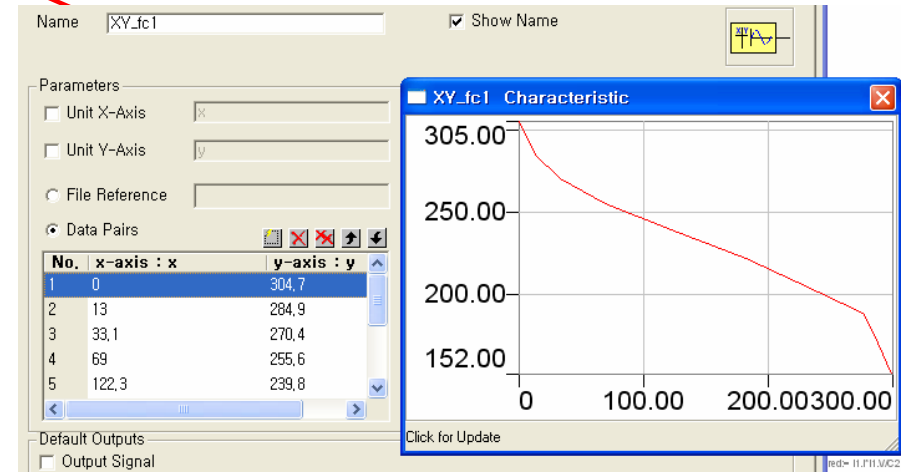 Name XY_fc1 Show Name
XY
Parameters
Unit X-Axis x
Unit Y-Axis y
File Reference
Data Pairs
No. x-axis : x y-axis : y
1 0 304,7
2 13 284,9
3 33,1 270,4
4 69 255,6
5 122,3 239,8
Default Outputs
Output Signal
XY_fc1 Characteristic
305.00
250.00
200.00
152.00
0 100.00 200.00 300.00
Click for Update